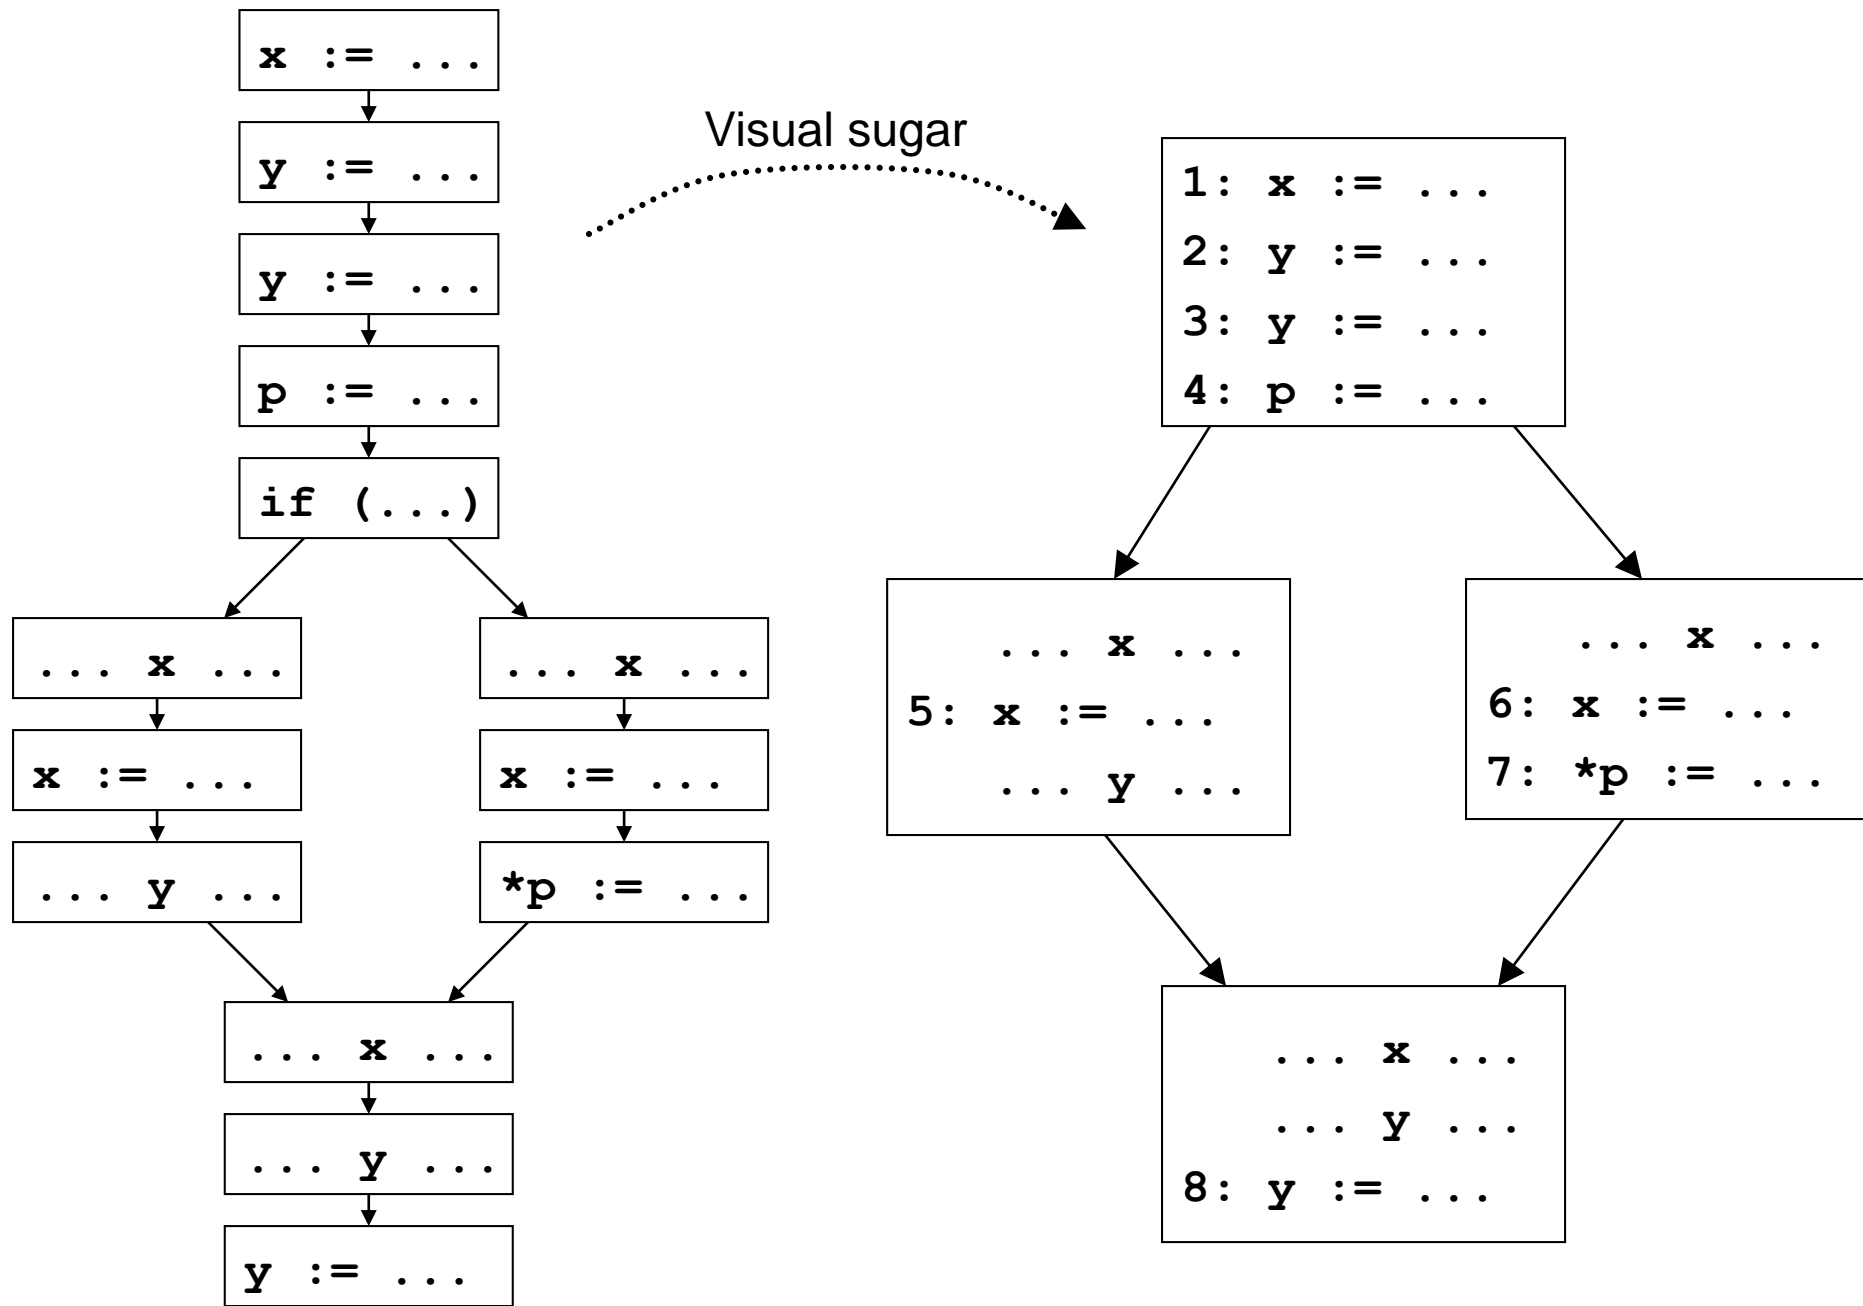 x := ...
y := ...
y := ...
p := ...
if (...)
... x ...
x := ...
... y ...
... x ...
x := ...
*p := ...
... x ...
... y ...
y := ...
Visual sugar
1: x := ...
2: y := ...
3: y := ...
4: p := ...
... x ...
5: x := ...
... y ...
... x ...
6: x := ...
7: *p := ...
... x ...
... y ...
8: y := ...